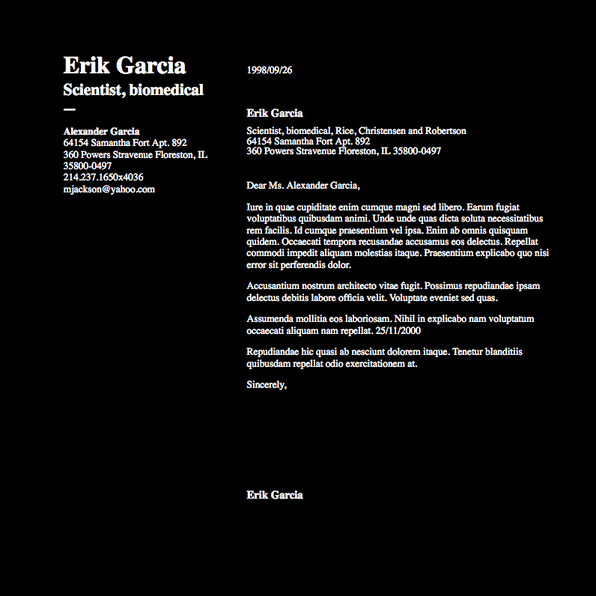 Erik Garcia
Scientist, biomedical
Alexander Garcia
64154 Samantha Fort Apt. 892
360 Powers Stravenue Floreston, IL
35800-0497
214.237.1650x4036
mjackson@yahoo.com
1998/09/26
Erik Garcia
Scientist, biomedical, Rice, Christensen and Robertson
64154 Samantha Fort Apt. 892
360 Powers Stravenue Floreston, IL 35800-0497
Dear Ms. Alexander Garcia,
Iure in quae cupiditate enim cumque magni sed libero. Earum fugiat
voluptatibus quibusdam animi. Unde unde quas dicta soluta necessitatibus
rem facilis. Id cumque praesentium vel ipsa. Enim ab omnis quisquam
quidem. Occaecati tempora recusandae accusamus eos delectus. Repellat
commodi impedit aliquam molestias itaque. Praesentium explicabo quo nisi
error sit perferendis dolor.
Accusantium nostrum architecto vitae fugit. Possimus repudiandae ipsam
delectus debitis labore officia velit. Voluptate eveniet sed quas.
Assumenda mollitia eos laboriosam. Nihil in explicabo nam voluptatum
occaecati aliquam nam repellat. 25/11/2000
Repudiandae hic quasi ab nesciunt dolorem itaque. Tenetur blanditiis
quibusdam repellat odio exercitationem at.
Sincerely,
Erik Garcia